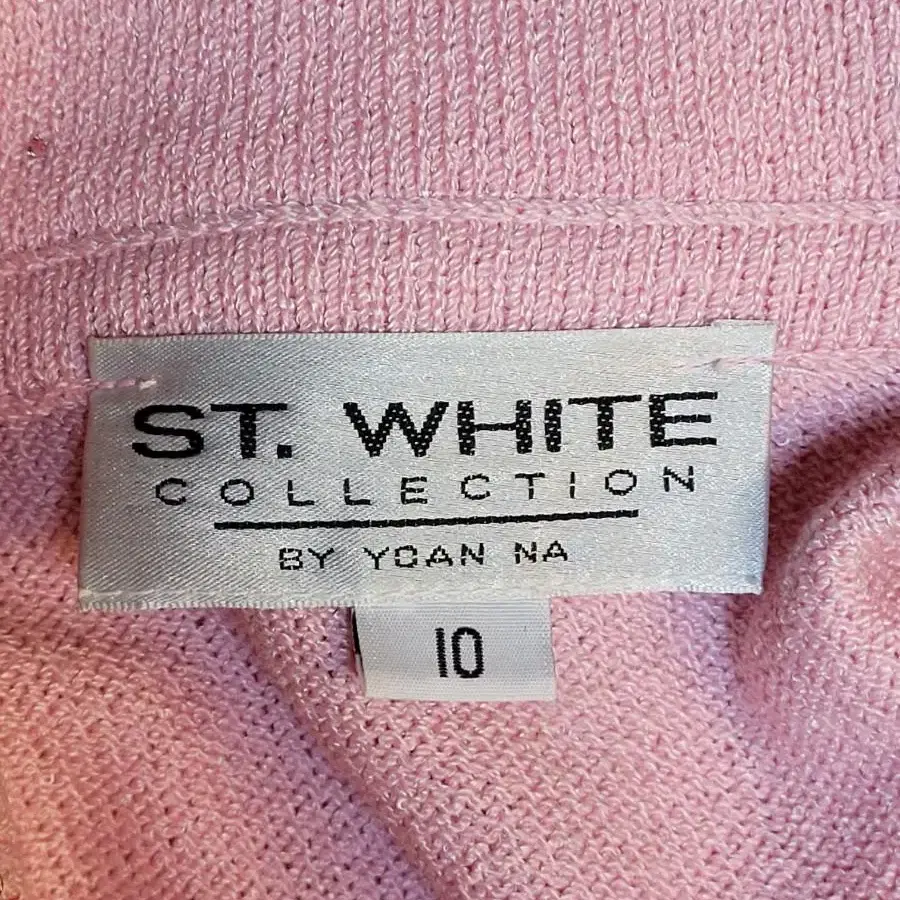 ST. WHITE
COLLECTION
BY YOAN NA
10